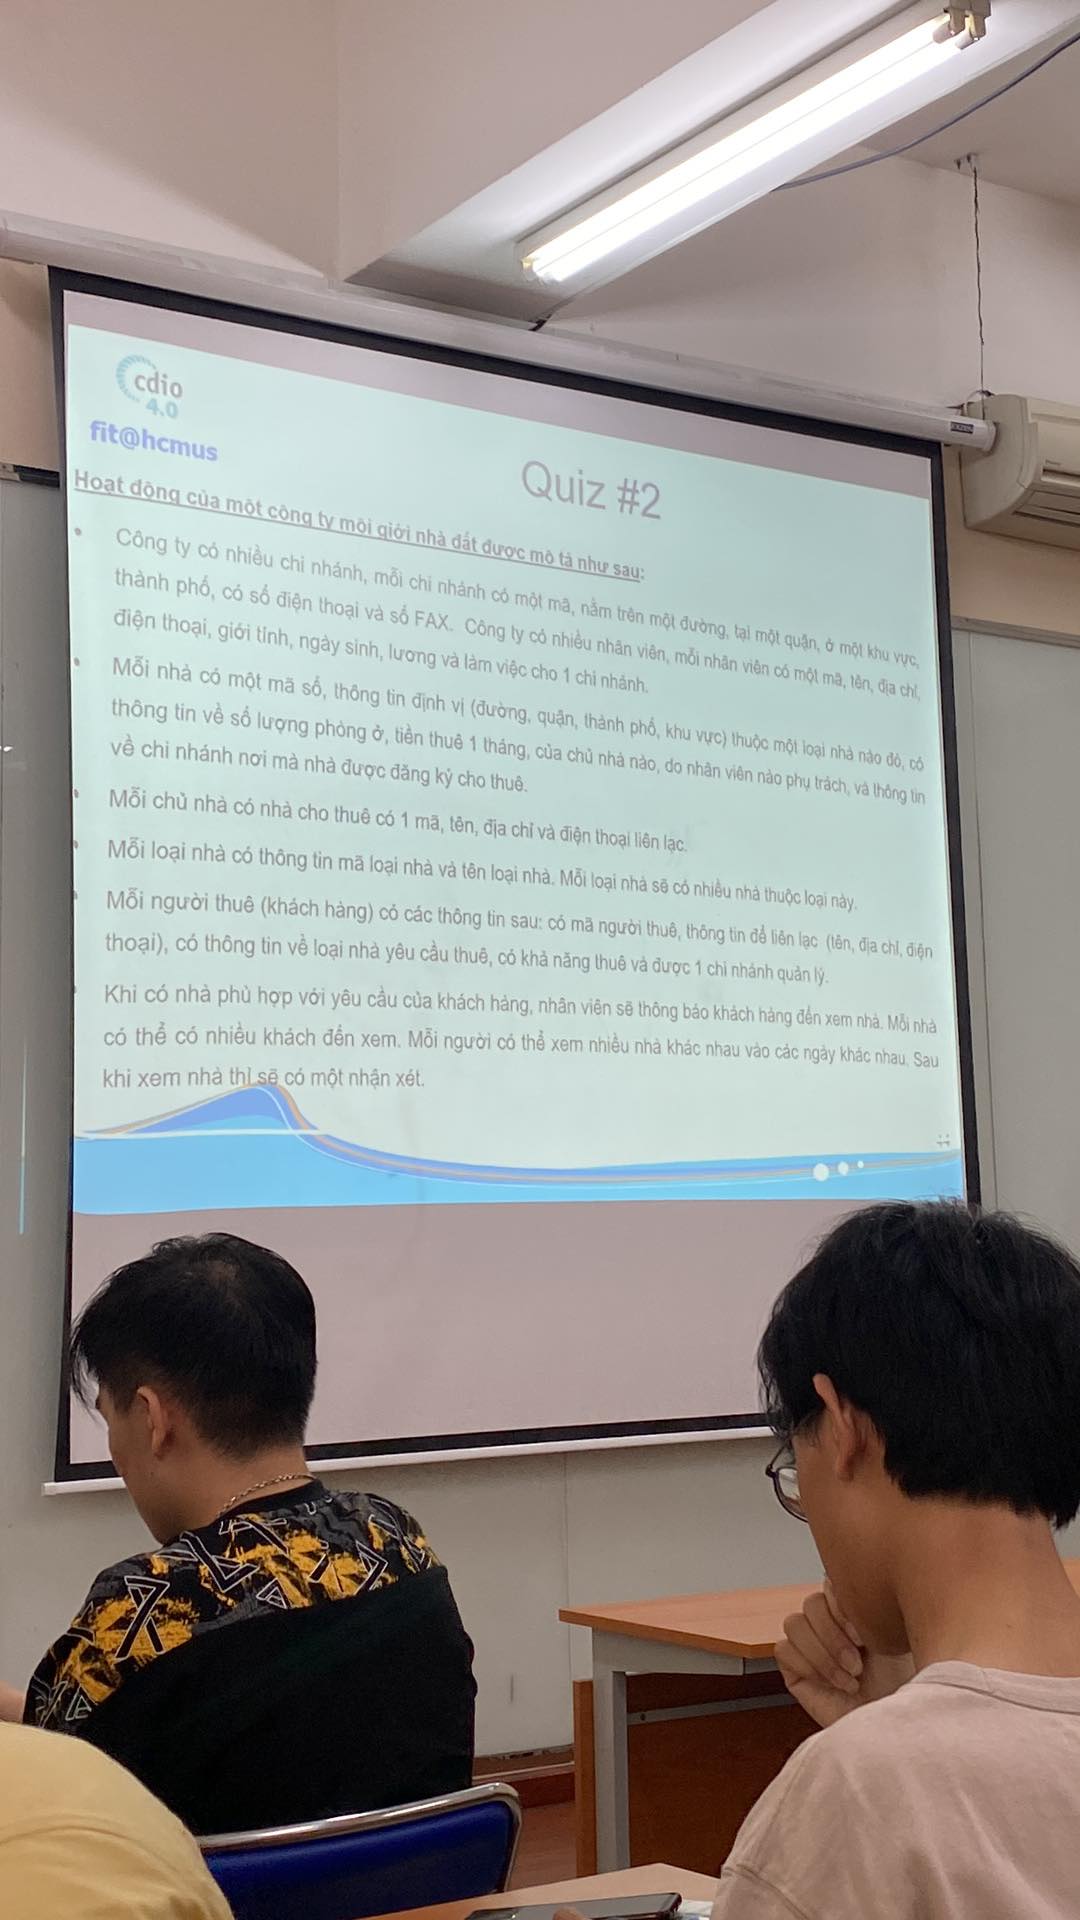 cdio
4.0
fit@hcmus
Quiz #2
Hoạt động của một công ty môi giới nhà đất được mô tả như sau:
• Công ty có nhiều chi nhánh, mỗi chi nhánh có một mã, nằm trên một đường, tại một quận, ở một khu vực,
thành phố, có số điện thoại và số FAX. Công ty có nhiều nhân viên, mỗi nhân viên có một mã, tên, địa chỉ,
điện thoại, giới tính, ngày sinh, lương và làm việc cho 1 chi nhánh.
• Mỗi nhà có một mã số, thông tin định vị (đường, quận, thành phố, khu vực) thuộc một loại nhà nào đó, có
thông tin về số lượng phòng ở, tiền thuê 1 tháng, của chủ nhà nào, do nhân viên nào phụ trách, và thông tin
về chi nhánh nơi mà nhà được đăng ký cho thuê.
• Mỗi chủ nhà có nhà cho thuê có 1 mã, tên, địa chỉ và điện thoại liên lạc.
• Mỗi loại nhà có thông tin mã loại nhà và tên loại nhà. Mỗi loại nhà sẽ có nhiều nhà thuộc loại này.
• Mỗi người thuê (khách hàng) có các thông tin sau: có mã người thuê, thông tin để liên lạc (tên, địa chỉ, điện
thoại), có thông tin về loại nhà yêu cầu thuê, có khả năng thuê và được 1 chi nhánh quản lý.
• Khi có nhà phù hợp với yêu cầu của khách hàng, nhân viên sẽ thông báo khách hàng đến xem nhà. Mỗi nhà
có thể có nhiều khách đến xem. Mỗi người có thể xem nhiều nhà khác nhau vào các ngày khác nhau. Sau
khi xem nhà thì sẽ có một nhận xét.